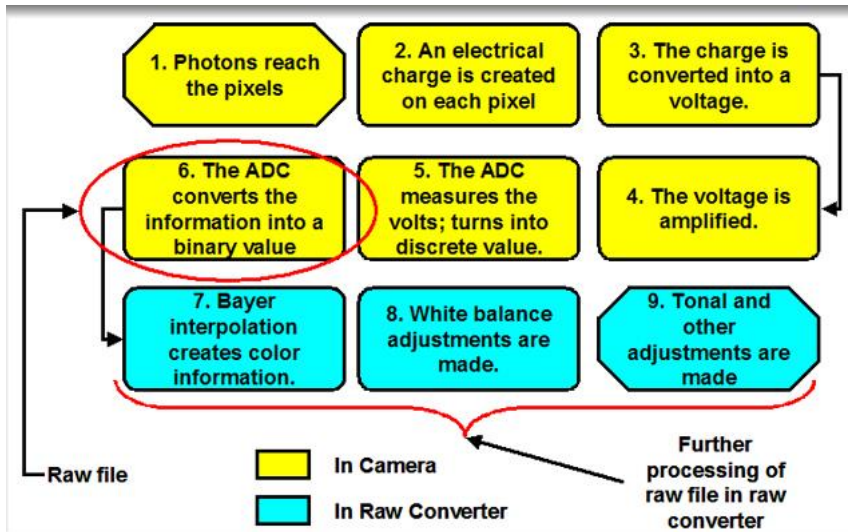 1. Photons reach
the pixels
2. An electrical
charge is created
on each pixel
3. The charge is
converted into a
voltage.
6. The ADC
converts the
information into a
binary value
5. The ADC
measures the
volts; turns into
discrete value.
4. The voltage is
amplified.
7. Bayer
interpolation
creates color
information.
8. White balance
adjustments are
made.
9. Tonal and
other
adjustments are
made
Raw file
In Camera
In Raw Converter
Further
processing of
raw file in raw
converter